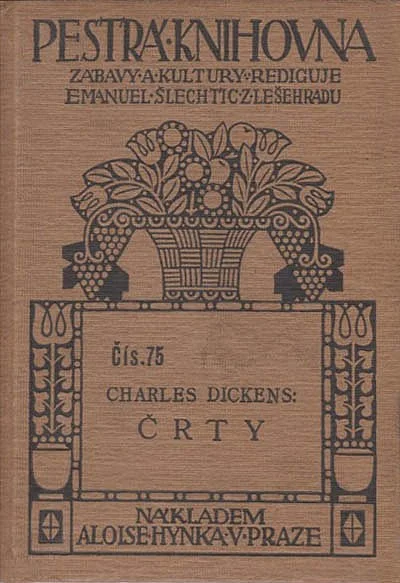 PESTRÁ·KNIHOVNA
ZÁBAVY·A·KULTURY·REDIGUJE
EMANUEL·ŠLECHTIC·Z·LEŠEHRADU
Čís.75
CHARLES DICKENS:
ČRTY
NÁKLADEM
ALOISE·HYNKA·V·PRAZE